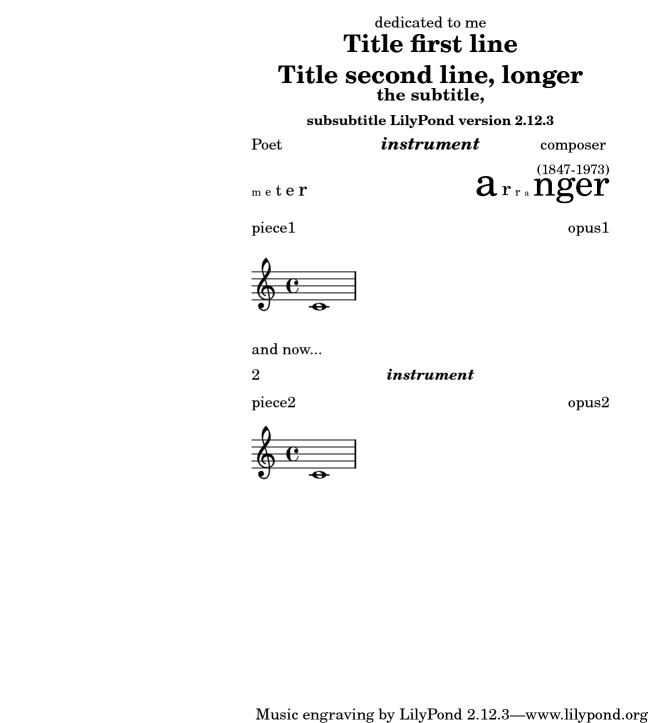 dedicated to me
Title first line
Title second line, longer
the subtitle,
subsubtitle LilyPond version 2.12.3
Poet instrument composer
(1847-1973)
m e t e r a r r a nger
piece1 opus1
and now...
2 instrument
piece2 opus2
Music engraving by LilyPond 2.12.3—www.lilypond.org